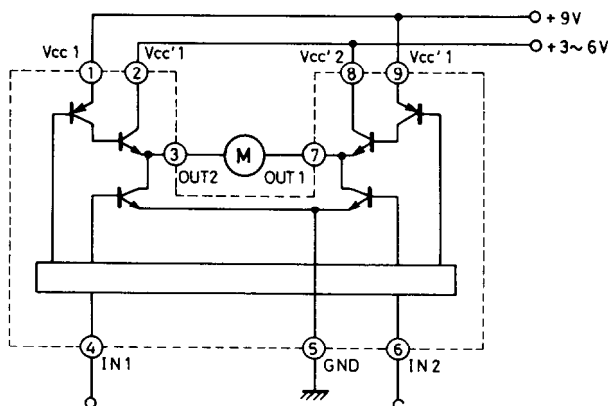 +9V
+3~6V
Vcc 1 Vcc'1 Vcc'2 Vcc'1
1 2 8 9
3 M 7
OUT2 OUT1
4 5 6
IN1 GND IN2